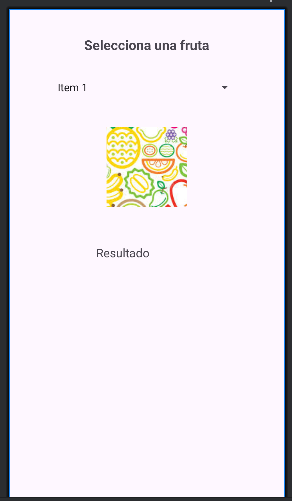 Selecciona una fruta
Item 1
Resultado